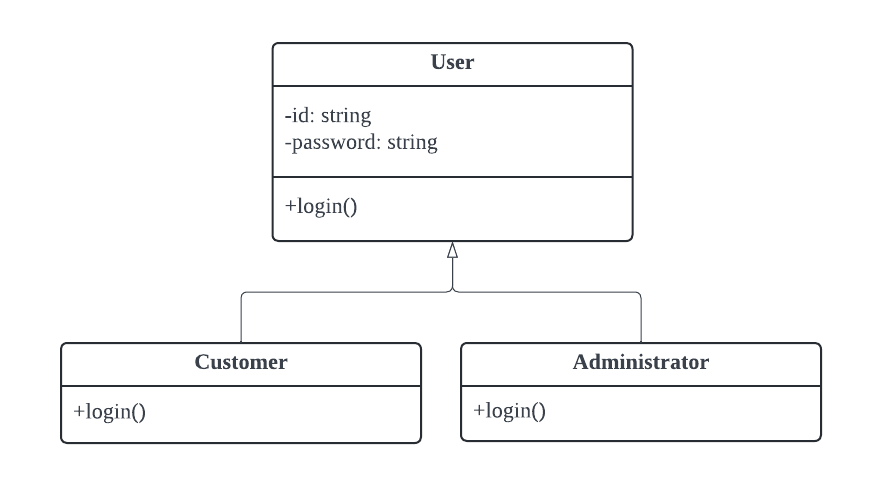 User
-id: string
-password: string
+login()
Customer
+login()
Administrator
+login()